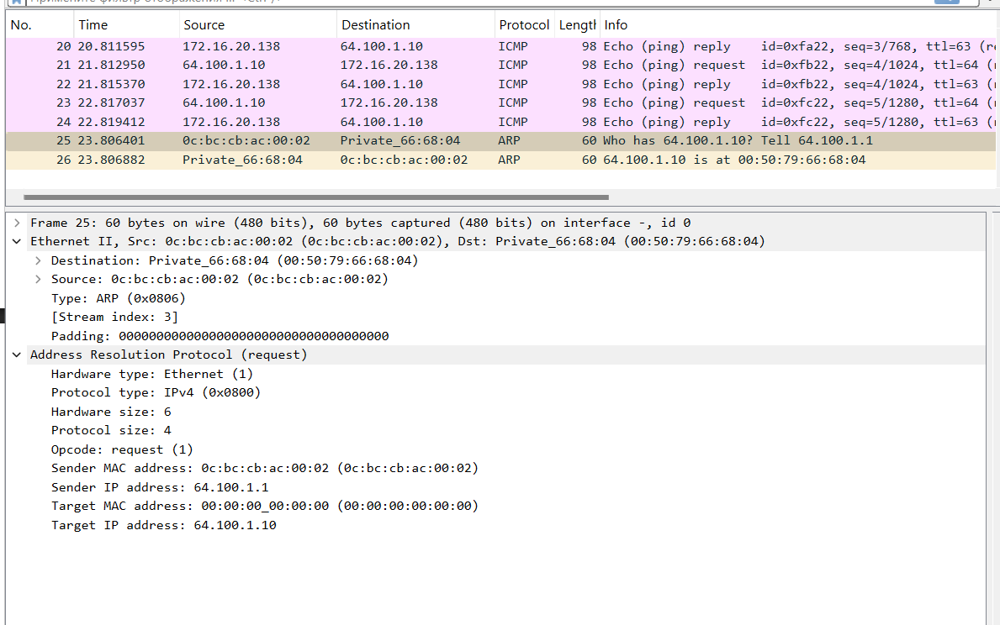 No. Time Source Destination Protocol Length Info
20 20.811595 172.16.20.138 64.100.1.10 ICMP 98 Echo (ping) reply id=0xfa22, seq=3/768, ttl=63 (re
21 21.812950 64.100.1.10 172.16.20.138 ICMP 98 Echo (ping) request id=0xfb22, seq=4/1024, ttl=64 (
22 21.815370 172.16.20.138 64.100.1.10 ICMP 98 Echo (ping) reply id=0xfb22, seq=4/1024, ttl=63 (
23 22.817037 64.100.1.10 172.16.20.138 ICMP 98 Echo (ping) request id=0xfc22, seq=5/1280, ttl=64 (
24 22.819412 172.16.20.138 64.100.1.10 ICMP 98 Echo (ping) reply id=0xfc22, seq=5/1280, ttl=63 (
25 23.806401 0c:bc:cb:ac:00:02 Private_66:68:04 ARP 60 Who has 64.100.1.10? Tell 64.100.1.1
26 23.806882 Private_66:68:04 0c:bc:cb:ac:00:02 ARP 60 64.100.1.10 is at 00:50:79:66:68:04
Frame 25: 60 bytes on wire (480 bits), 60 bytes captured (480 bits) on interface -, id 0
Ethernet II, Src: 0c:bc:cb:ac:00:02 (0c:bc:cb:ac:00:02), Dst: Private_66:68:04 (00:50:79:66:68:04)
Destination: Private_66:68:04 (00:50:79:66:68:04)
Source: 0c:bc:cb:ac:00:02 (0c:bc:cb:ac:00:02)
Type: ARP (0x0806)
[Stream index: 3]
Padding: 000000000000000000000000000000000000
Address Resolution Protocol (request)
Hardware type: Ethernet (1)
Protocol type: IPv4 (0x0800)
Hardware size: 6
Protocol size: 4
Opcode: request (1)
Sender MAC address: 0c:bc:cb:ac:00:02 (0c:bc:cb:ac:00:02)
Sender IP address: 64.100.1.1
Target MAC address: 00:00:00_00:00:00 (00:00:00:00:00:00)
Target IP address: 64.100.1.10